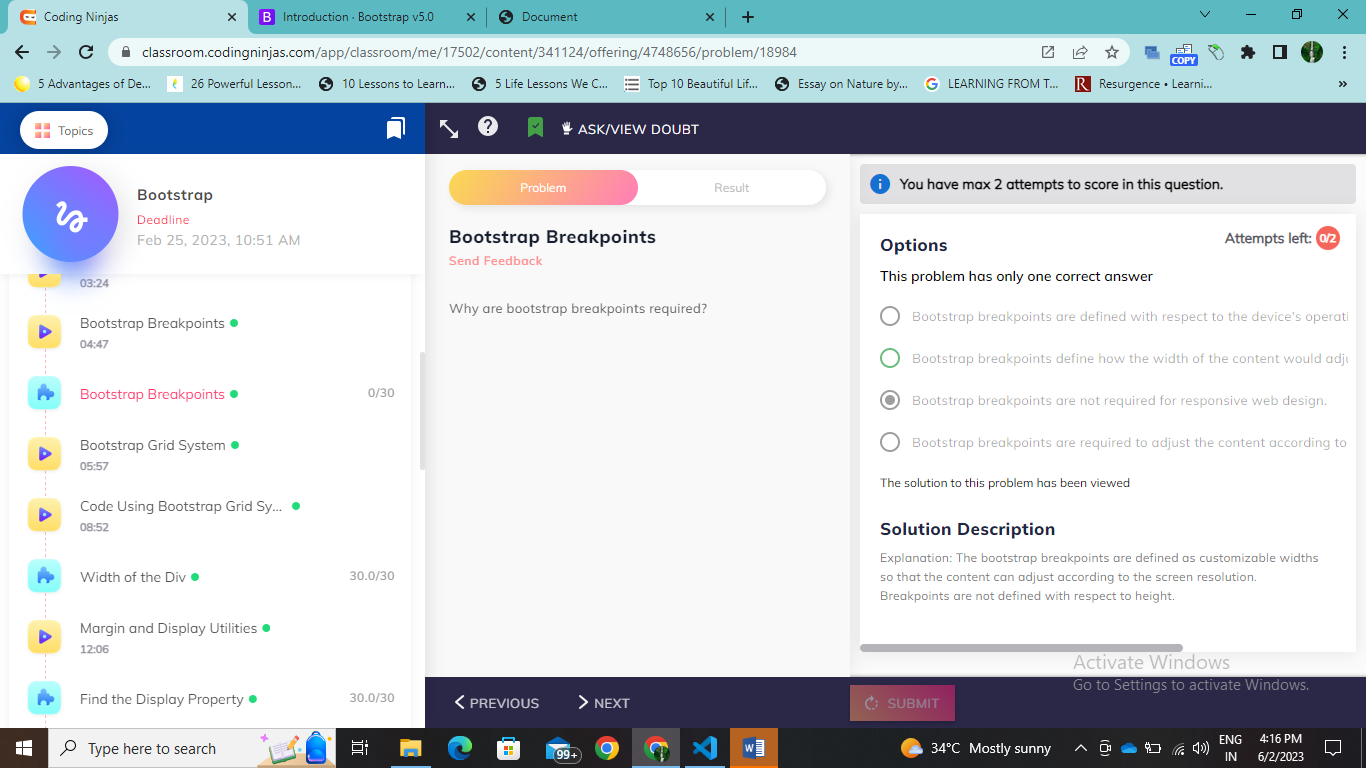 Coding Ninjas
Introduction · Bootstrap v5.0
Document
classroom.codingninjas.com/app/classroom/me/17502/content/341124/offering/4748656/problem/18984
COPY
5 Advantages of De...
26 Powerful Lesson...
10 Lessons to Learn...
5 Life Lessons We C...
Top 10 Beautiful Lif...
Essay on Nature by...
LEARNING FROM T...
Resurgence • Learni...
»
Topics
ASK/VIEW DOUBT
Bootstrap
Deadline
Feb 25, 2023, 10:51 AM
03:24
Bootstrap Breakpoints
04:47
Bootstrap Breakpoints
0/30
Bootstrap Grid System
05:57
Code Using Bootstrap Grid Sy...
08:52
Width of the Div
30.0/30
Margin and Display Utilities
12:06
Find the Display Property
30.0/30
Problem
Result
Bootstrap Breakpoints
Send Feedback
Why are bootstrap breakpoints required?
PREVIOUS
NEXT
You have max 2 attempts to score in this question.
Options
Attempts left: 0/2
This problem has only one correct answer
Bootstrap breakpoints are defined with respect to the device's operati
Bootstrap breakpoints define how the width of the content would adju
Bootstrap breakpoints are not required for responsive web design.
Bootstrap breakpoints are required to adjust the content according to
The solution to this problem has been viewed
Solution Description
Explanation: The bootstrap breakpoints are defined as customizable widths
so that the content can adjust according to the screen resolution.
Breakpoints are not defined with respect to height.
Activate Windows
Go to Settings to activate Windows.
SUBMIT
Type here to search
99+
34°C Mostly sunny
ENG
IN
4:16 PM
6/2/2023